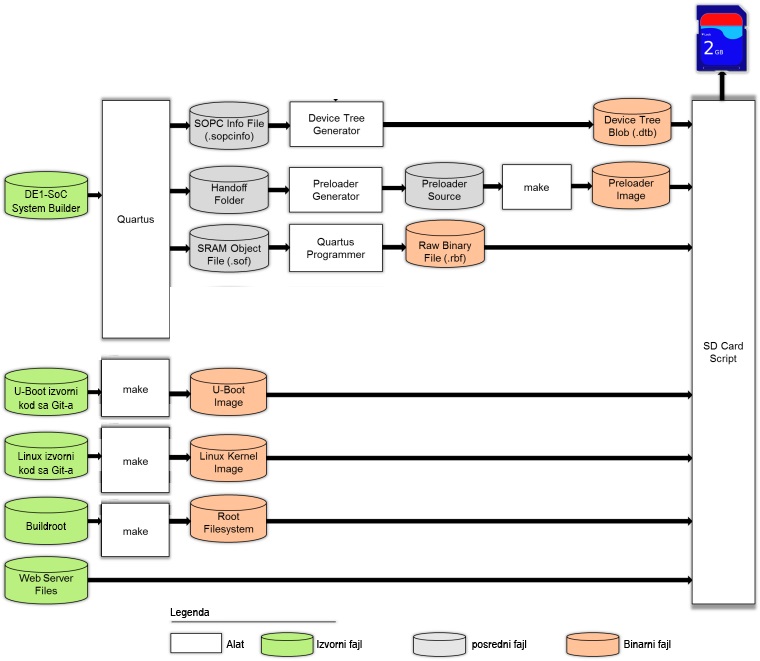 From
2 GB
SOPC Info File
(.sopcinfo)
Device Tree
Generator
Device Tree
Blob (.dtb)
DE1-SoC
System Builder
Quartus
Handoff
Folder
Preloader
Generator
Preloader
Source
make
Preloader
Image
SRAM Object
File (.sof)
Quartus
Programmer
Raw Binary
File (.rbf)
SD Card
Script
U-Boot izvorni
kod sa Git-a
make
U-Boot
Image
Linux izvorni
kod sa Git-a
make
Linux Kernel
Image
Buildroot
make
Root
Filesystem
Web Server
Files
Legenda
Alat
Izvorni fajl
posredni fajl
Binarni fajl